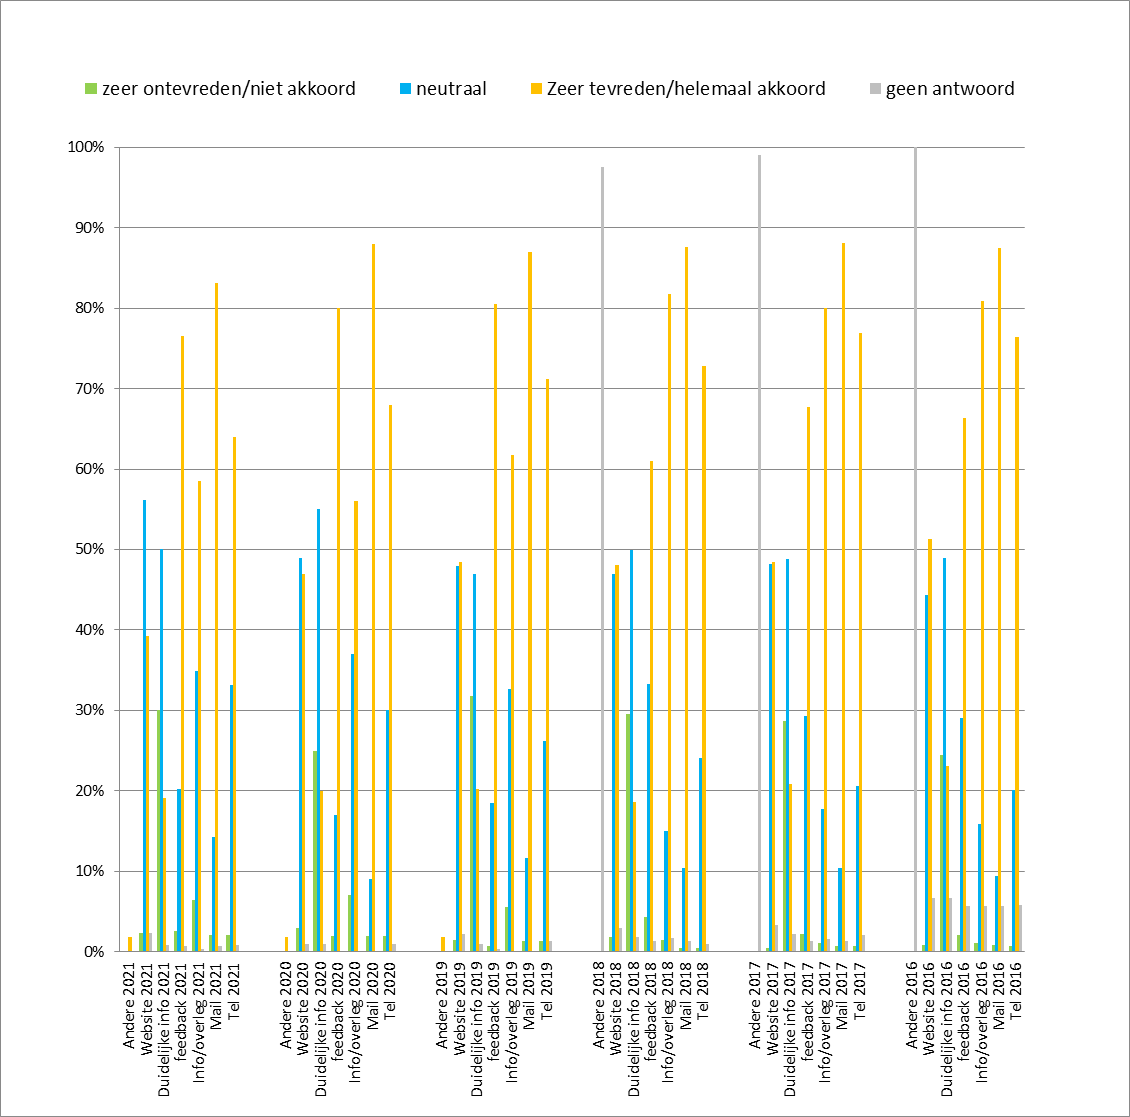 zeer ontevreden/niet akkoord
neutraal
Zeer tevreden/helemaal akkoord
geen antwoord
100%
90%
80%
70%
60%
50%
40%
30%
20%
10%
0%
Andere 2021
Website 2021
Duidelijke info 2021
feedback 2021
Info/overleg 2021
Mail 2021
Tel 2021
Andere 2020
Website 2020
Duidelijke info 2020
feedback 2020
Info/overleg 2020
Mail 2020
Tel 2020
Andere 2019
Website 2019
Duidelijke info 2019
feedback 2019
Info/overleg 2019
Mail 2019
Tel 2019
Andere 2018
Website 2018
Duidelijke info 2018
feedback 2018
Info/overleg 2018
Mail 2018
Tel 2018
Andere 2017
Website 2017
Duidelijke info 2017
feedback 2017
Info/overleg 2017
Mail 2017
Tel 2017
Andere 2016
Website 2016
Duidelijke info 2016
feedback 2016
Info/overleg 2016
Mail 2016
Tel 2016